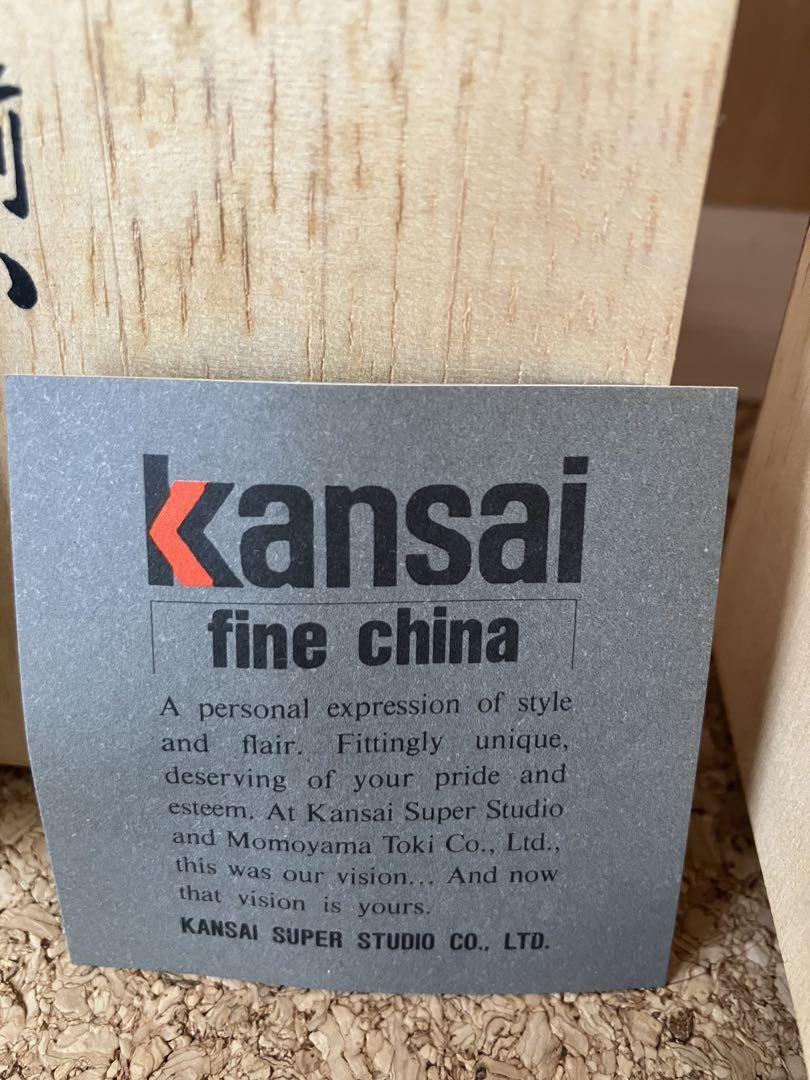 kansai
fine china
A personal expression of style
and flair. Fittingly unique,
deserving of your pride and
esteem. At Kansai Super Studio
and Momoyama Toki Co., Ltd.,
this was our vision... And now
that vision is yours.
KANSAI SUPER STUDIO CO., LTD.